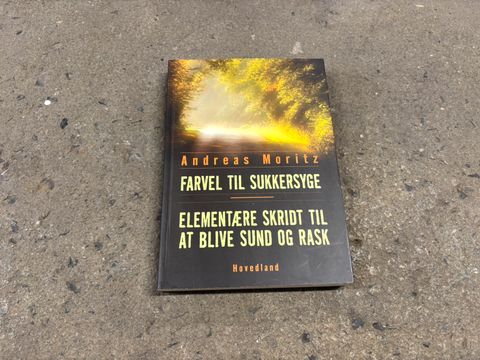 Andreas Moritz
FARVEL TIL SUKKERSYGE
ELEMENTÆRE SKRIDT TIL
AT BLIVE SUND OG RASK
Hovedland